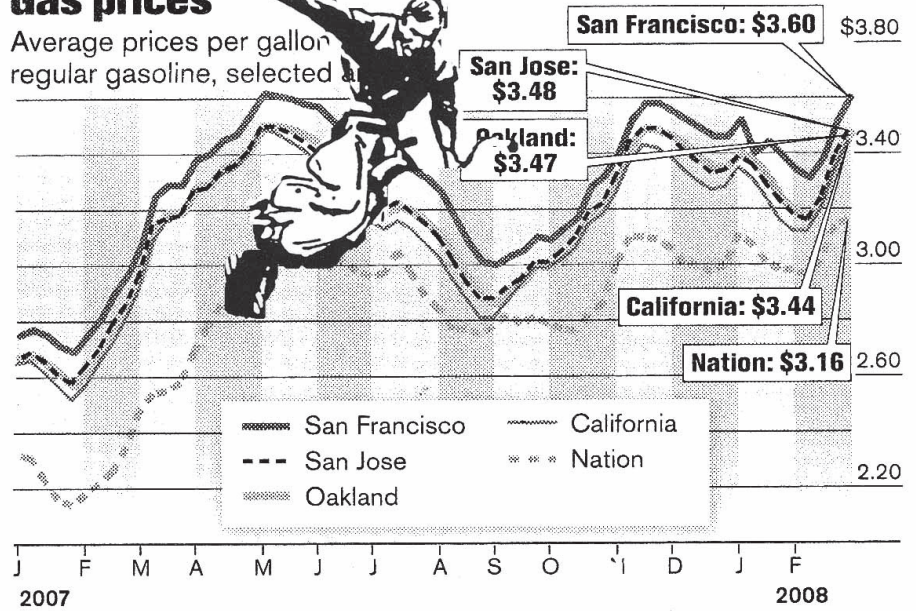 Gas prices
Average prices per gallon
regular gasoline, selected
San Francisco: $3.60
$3.80
San Jose:
$3.48
Oakland:
$3.47
3.40
3.00
California: $3.44
Nation: $3.16
2.60
San Francisco
California
San Jose
Nation
Oakland
2.20
J F M A M J J A S O D J F
2007
2008